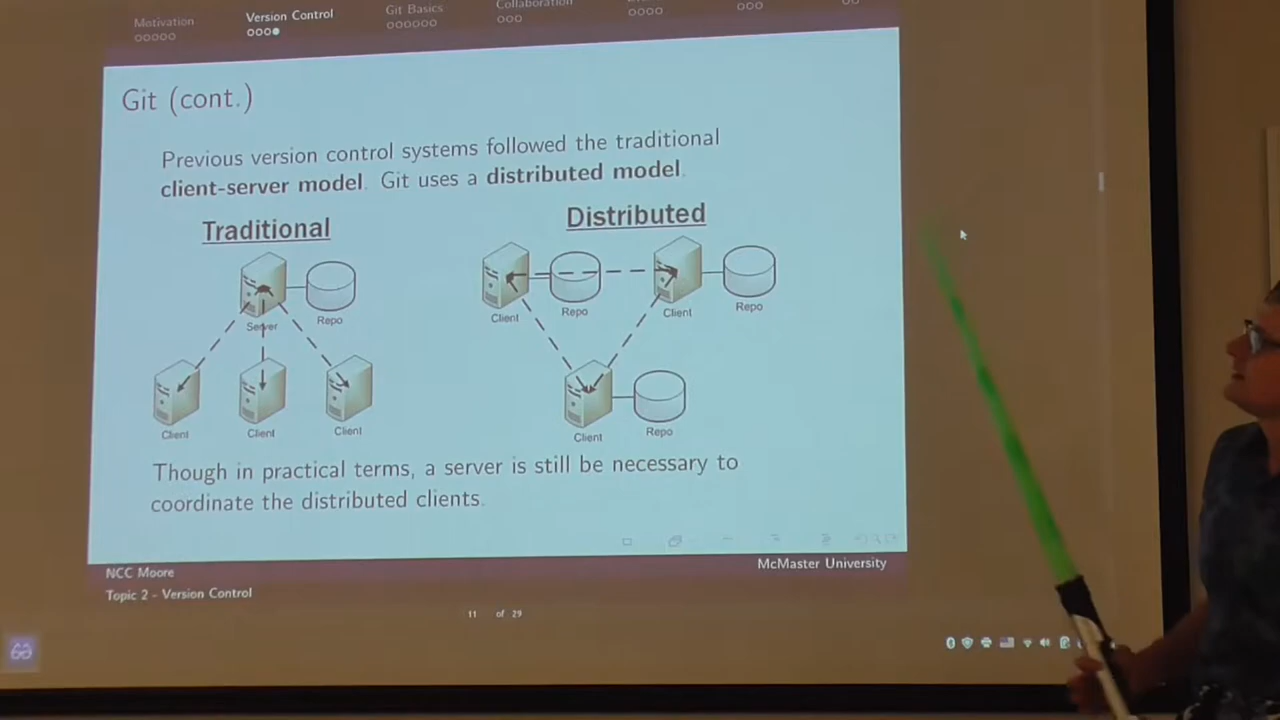 Motivation
Version Control
Git Basics
Collaboration
Git (cont.)
Previous version control systems followed the traditional
client-server model. Git uses a distributed model.
Traditional
Distributed
Server
Repo
Client
Client
Client
Client
Repo
Client
Repo
Client
Repo
Though in practical terms, a server is still be necessary to
coordinate the distributed clients.
NCC Moore
McMaster University
Topic 2 - Version Control
11 of 29